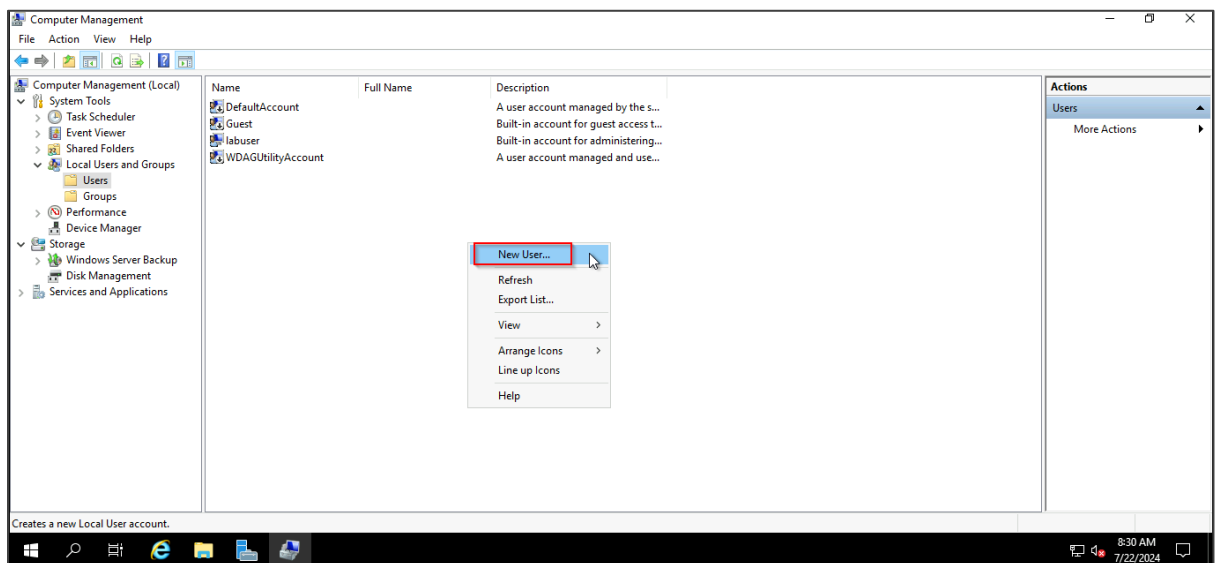 Computer Management
File Action View Help
Computer Management (Local)
System Tools
Task Scheduler
Event Viewer
Shared Folders
Local Users and Groups
Users
Groups
Performance
Device Manager
Storage
Windows Server Backup
Disk Management
Services and Applications
Name Full Name Description
DefaultAccount A user account managed by the s...
Guest Built-in account for guest access t...
labuser Built-in account for administering...
WDAGUtilityAccount A user account managed and use...
New User...
Refresh
Export List...
View
Arrange Icons
Line up Icons
Help
Actions
Users
More Actions
Creates a new Local User account.
8:30 AM
7/22/2024